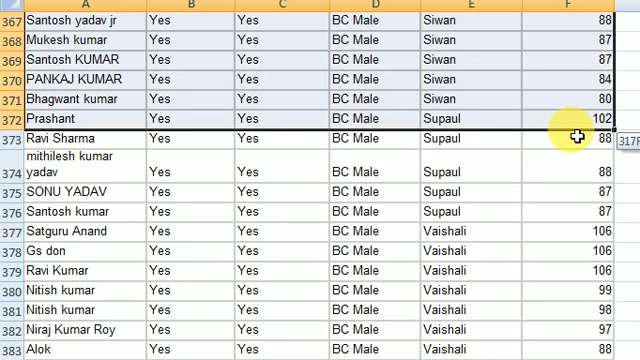 A B C D E F
367 Santosh yadav jr Yes Yes BC Male Siwan 88
368 Mukesh kumar Yes Yes BC Male Siwan 87
369 Santosh KUMAR Yes Yes BC Male Siwan 87
370 PANKAJ KUMAR Yes Yes BC Male Siwan 84
371 Bhagwant kumar Yes Yes BC Male Siwan 80
372 Prashant Yes Yes BC Male Supaul 102
373 Ravi Sharma Yes Yes BC Male Supaul 88
317R
mithilesh kumar
374 yadav Yes Yes BC Male Supaul 88
375 SONU YADAV Yes Yes BC Male Supaul 87
376 Santosh kumar Yes Yes BC Male Supaul 87
377 Satguru Anand Yes Yes BC Male Vaishali 106
378 Gs don Yes Yes BC Male Vaishali 106
379 Ravi Kumar Yes Yes BC Male Vaishali 106
380 Nitish kumar Yes Yes BC Male Vaishali 99
381 Nitish kumar Yes Yes BC Male Vaishali 98
382 Niraj Kumar Roy Yes Yes BC Male Vaishali 97
383 Alok Yes Yes BC Male Vaishali 88